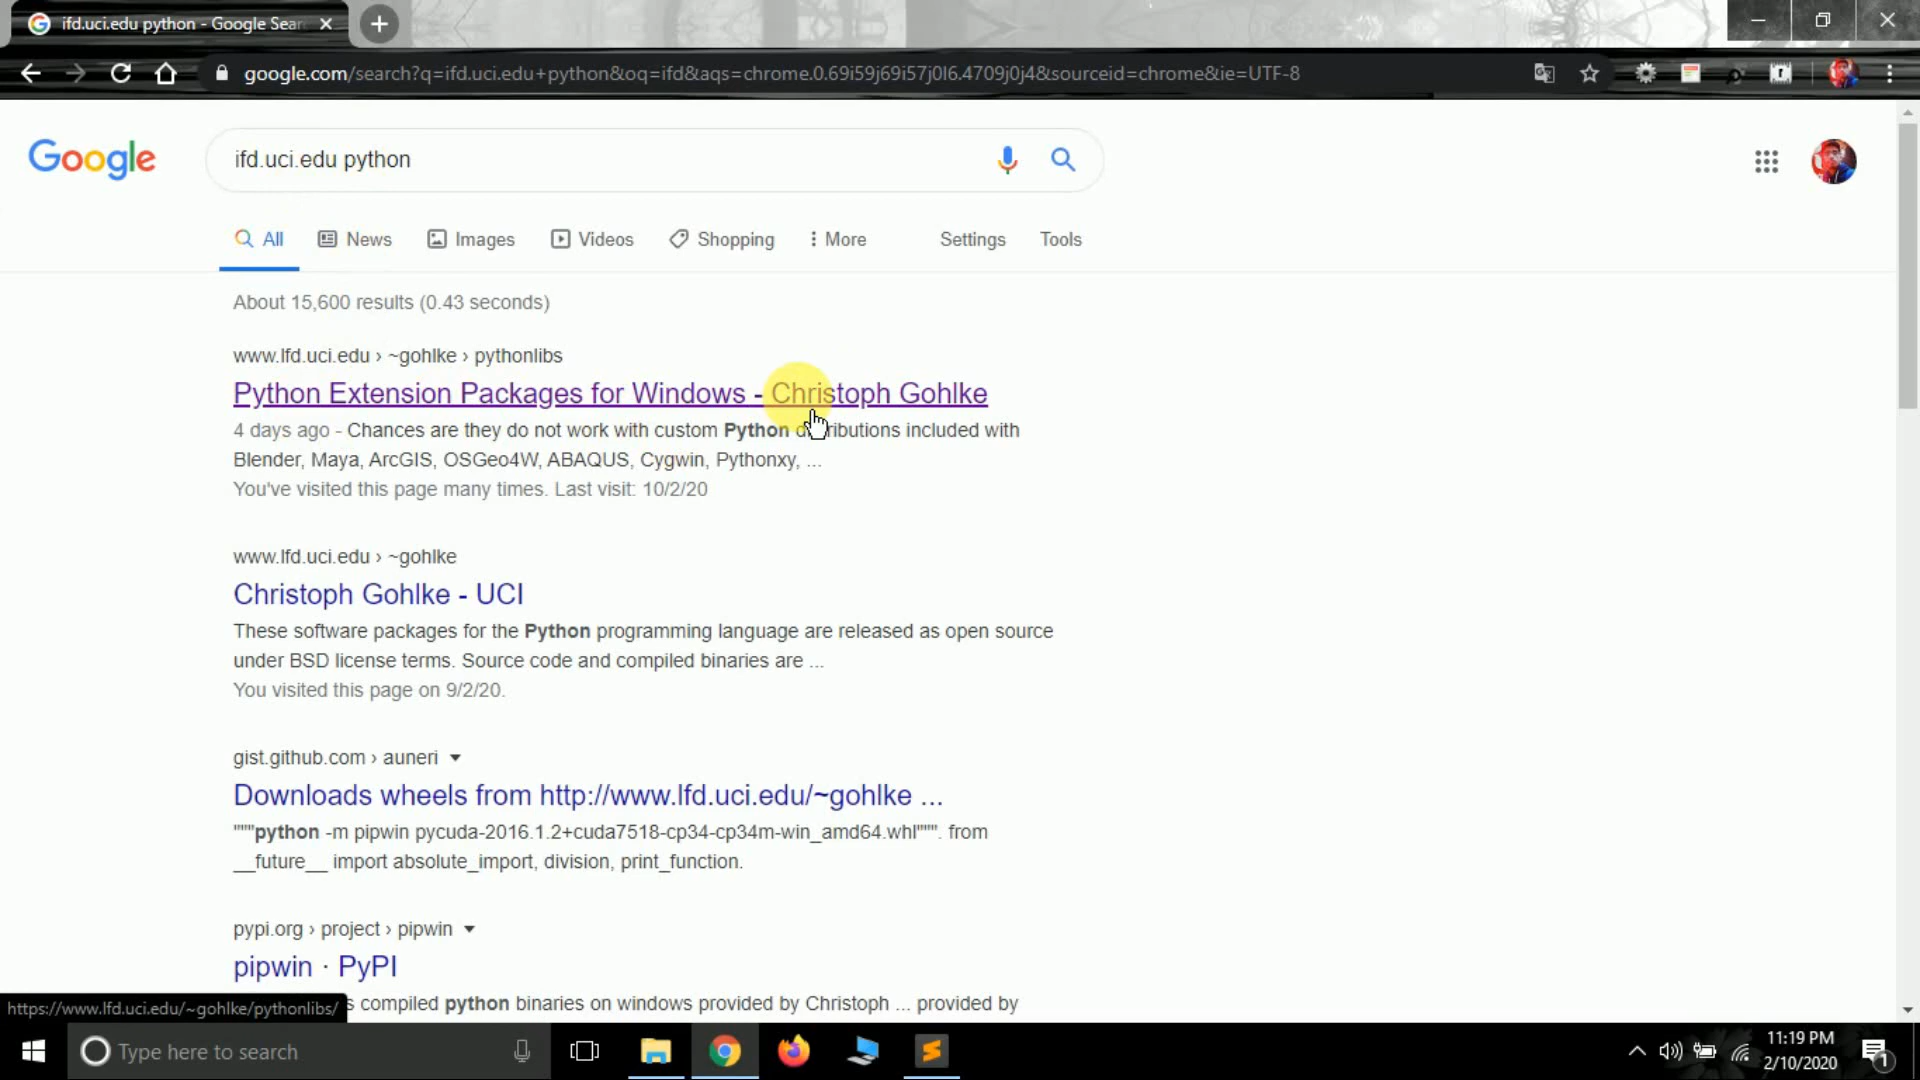 ifd.uci.edu python - Google Sear
google.com/search?q=ifd.uci.edu+python&oq=ifd&aqs=chrome.0.69i59j69i57j0l6.4709j0j4&sourceid=chrome&ie=UTF-8
Google
ifd.uci.edu python
All News Images Videos Shopping More Settings Tools
About 15,600 results (0.43 seconds)
www.lfd.uci.edu › ~gohlke › pythonlibs
Python Extension Packages for Windows - Christoph Gohlke
4 days ago - Chances are they do not work with custom Python ributions included with
Blender, Maya, ArcGIS, OSGeo4W, ABAQUS, Cygwin, Pythonxy, ...
You've visited this page many times. Last visit: 10/2/20
www.lfd.uci.edu › ~gohlke
Christoph Gohlke - UCI
These software packages for the Python programming language are released as open source
under BSD license terms. Source code and compiled binaries are ...
You visited this page on 9/2/20.
gist.github.com › auneri
Downloads wheels from http://www.lfd.uci.edu/~gohlke ...
"""python -m pipwin pycuda-2016.1.2+cuda7518-cp34-cp34m-win_amd64.whl""". from
__future__ import absolute_import, division, print_function.
pypi.org › project › pipwin
pipwin · PyPI
s compiled python binaries on windows provided by Christoph ... provided by
https://www.lfd.uci.edu/~gohlke/pythonlibs/
Type here to search
11:19 PM
2/10/2020
1